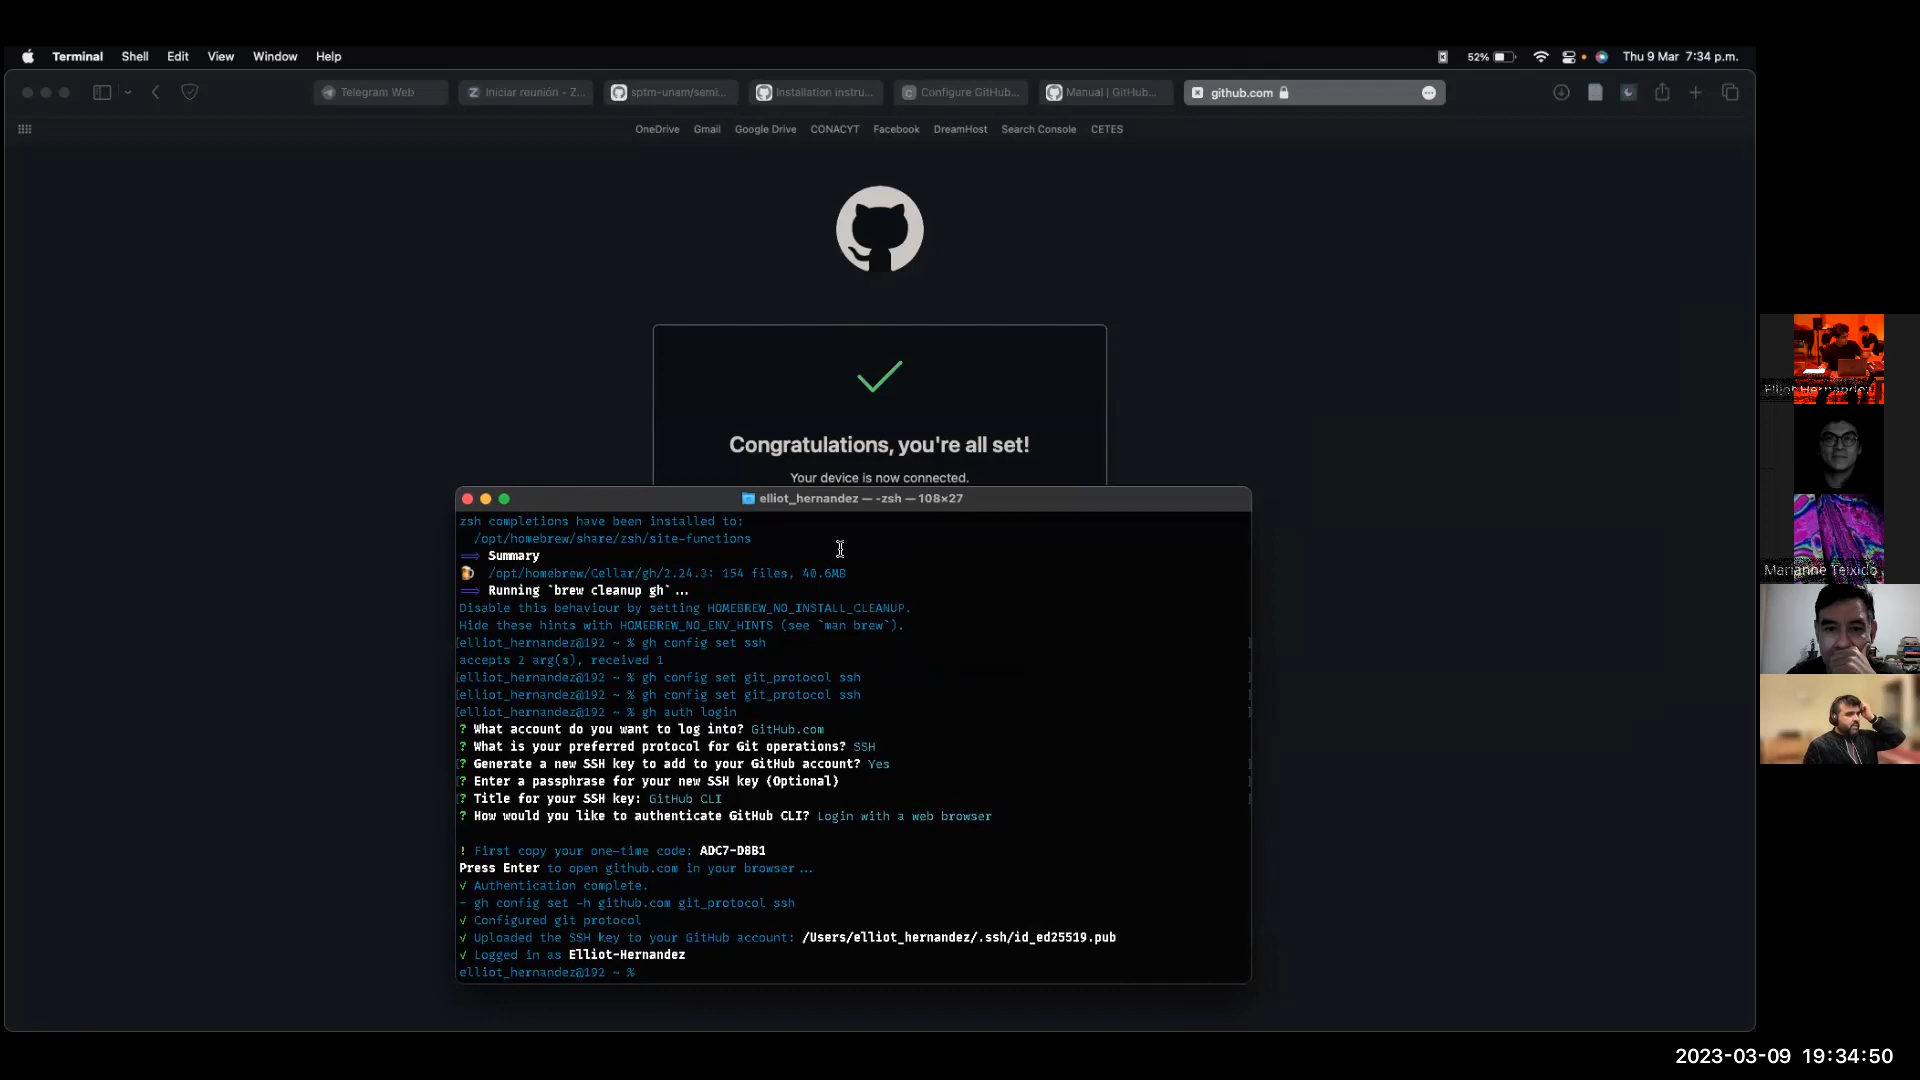 Terminal Shell Edit View Window Help 52% Thu 9 Mar 7:34 p.m.
Telegram Web Iniciar reunión - Z... sptm-unam/semi... Installation instru... Configure GitHub... Manual | GitHub... github.com
OneDrive Gmail Google Drive CONACYT Facebook DreamHost Search Console CETES
Congratulations, you're all set!
Your device is now connected.
elliot_hernandez — -zsh — 108×27
zsh completions have been installed to:
/opt/homebrew/share/zsh/site-functions
==> Summary
/opt/homebrew/Cellar/gh/2.24.3: 154 files, 40.6MB
==> Running `brew cleanup gh`...
Disable this behaviour by setting HOMEBREW_NO_INSTALL_CLEANUP.
Hide these hints with HOMEBREW_NO_ENV_HINTS (see `man brew`).
[elliot_hernandez@192 ~ % gh config set ssh ]
accepts 2 arg(s), received 1
[elliot_hernandez@192 ~ % gh config set git_protocol ssh ]
[elliot_hernandez@192 ~ % gh config set git_protocol ssh ]
[elliot_hernandez@192 ~ % gh auth login ]
? What account do you want to log into? GitHub.com
? What is your preferred protocol for Git operations? SSH
[? Generate a new SSH key to add to your GitHub account? Yes ]
[? Enter a passphrase for your new SSH key (Optional) ]
[? Title for your SSH key: GitHub CLI ]
? How would you like to authenticate GitHub CLI? Login with a web browser
! First copy your one-time code: ADC7-D8B1
Press Enter to open github.com in your browser...
✓ Authentication complete.
- gh config set -h github.com git_protocol ssh
✓ Configured git protocol
✓ Uploaded the SSH key to your GitHub account: /Users/elliot_hernandez/.ssh/id_ed25519.pub
✓ Logged in as Elliot-Hernandez
elliot_hernandez@192 ~ %
Elliot Hernandez
Marianne Teixido
2023-03-09 19:34:50